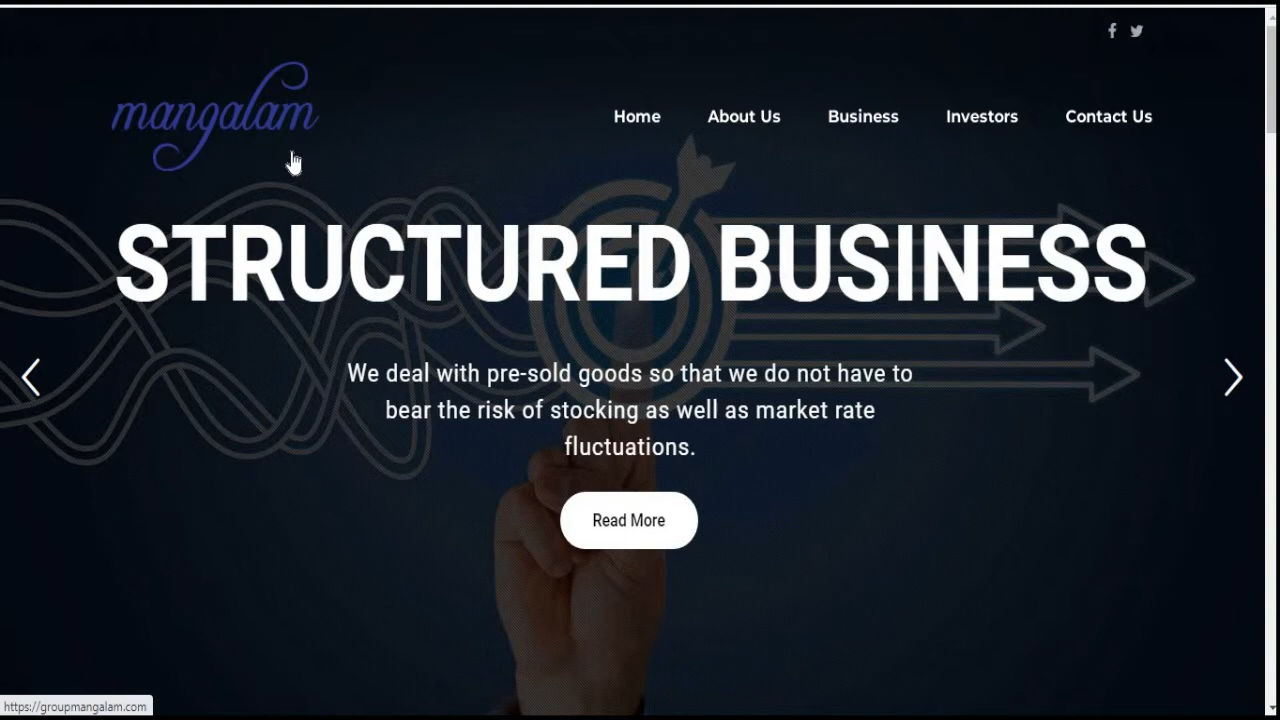 mangalam
Home About Us Business Investors Contact Us
STRUCTURED BUSINESS
We deal with pre-sold goods so that we do not have to
bear the risk of stocking as well as market rate
fluctuations.
Read More
https://groupmangalam.com